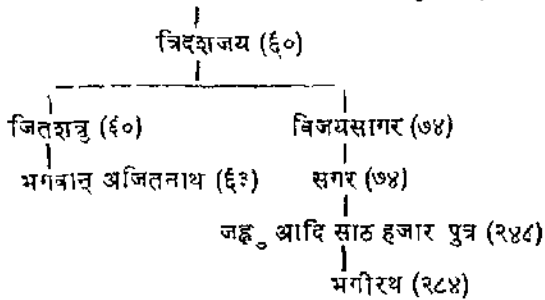 त्रिदशजय (६०)
जितशत्रु (६०) विजयसागर (७४)
भगवान् अजितनाथ (६३) सगर (७४)
जह्नु आदि साठ हजार पुत्र (२४८)
भगीरथ (२८४)